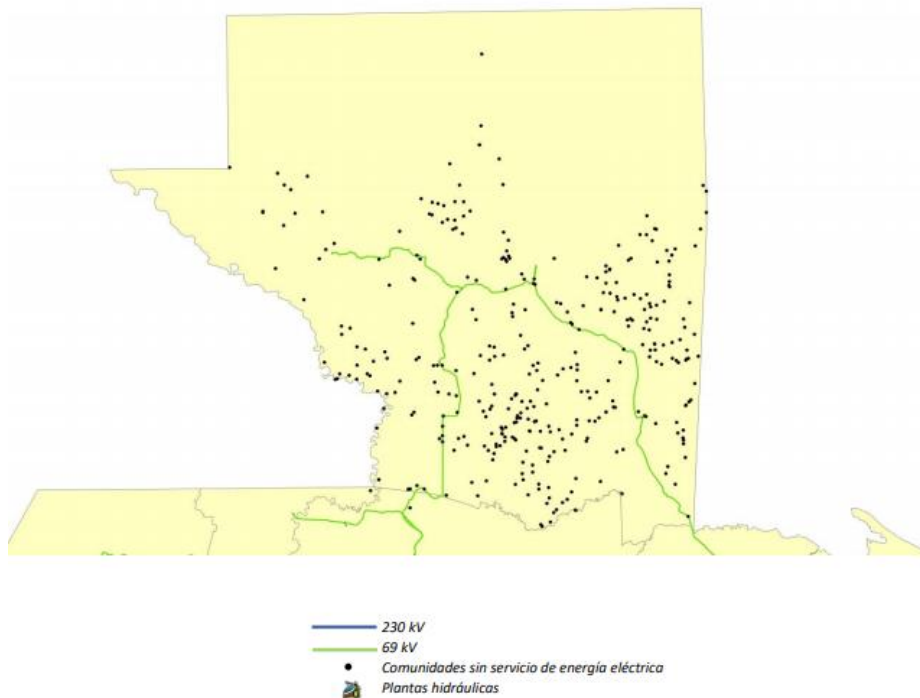 230 kV
69 kV
Comunidades sin servicio de energía eléctrica
Plantas hidráulicas